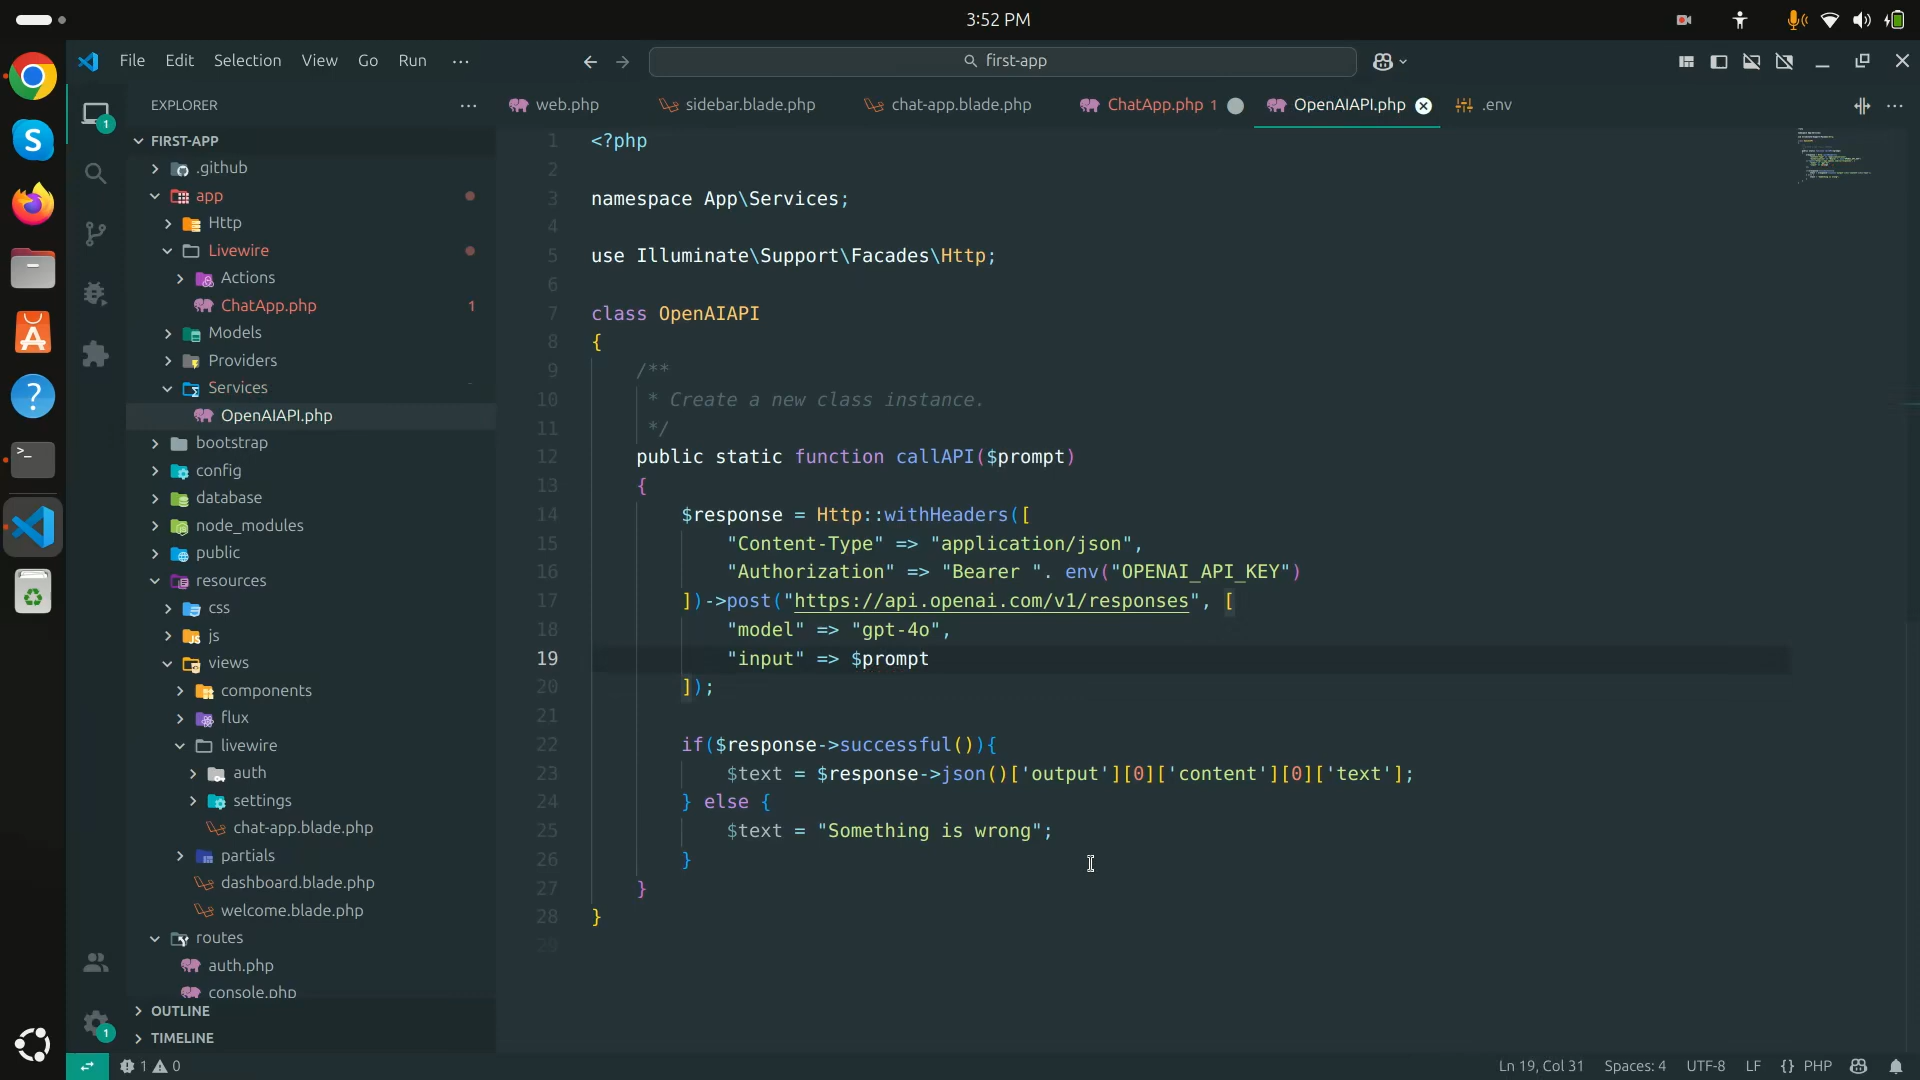 3:52 PM
File Edit Selection View Go Run ···
first-app
EXPLORER ···
web.php sidebar.blade.php chat-app.blade.php ChatApp.php 1 OpenAIAPI.php .env
FIRST-APP
.github
app
Http
Livewire
Actions
ChatApp.php 1
Models
Providers
Services
OpenAIAPI.php
bootstrap
config
database
node_modules
public
resources
css
js
views
components
flux
livewire
auth
settings
chat-app.blade.php
partials
dashboard.blade.php
welcome.blade.php
routes
auth.php
console.php
OUTLINE
TIMELINE
1 <?php
2
3 namespace App\Services;
4
5 use Illuminate\Support\Facades\Http;
6
7 class OpenAIAPI
8 {
9 /**
10 * Create a new class instance.
11 */
12 public static function callAPI($prompt)
13 {
14 $response = Http::withHeaders([
15 "Content-Type" => "application/json",
16 "Authorization" => "Bearer ". env("OPENAI_API_KEY")
17 ])->post("https://api.openai.com/v1/responses", [
18 "model" => "gpt-4o",
19 "input" => $prompt
20 ]);
21
22 if($response->successful()){
23 $text = $response->json()['output'][0]['content'][0]['text'];
24 } else {
25 $text = "Something is wrong";
26 }
27 }
28 }
29
1 0
Ln 19, Col 31 Spaces: 4 UTF-8 LF {} PHP